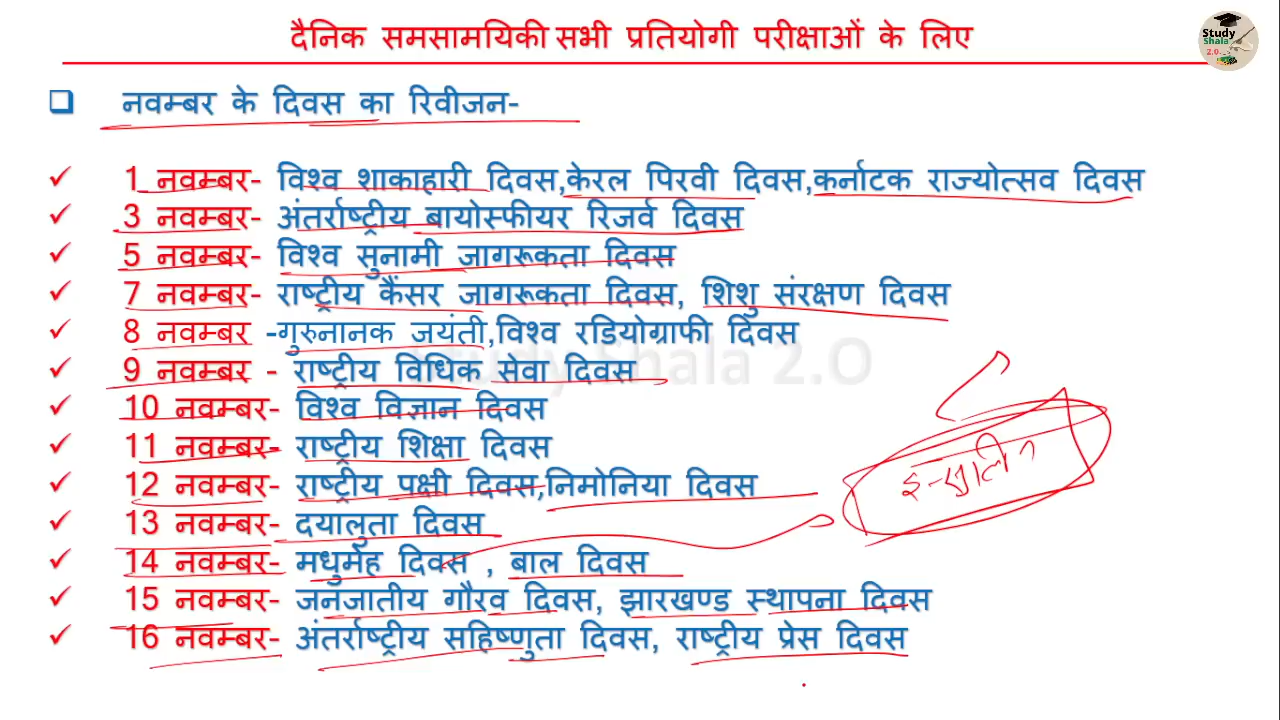 दैनिक समसामयिकी सभी प्रतियोगी परीक्षाओं के लिए
Study
Shala
2.0
नवम्बर के दिवस का रिवीजन-
1 नवम्बर- विश्व शाकाहारी दिवस,केरल पिरवी दिवस,कर्नाटक राज्योत्सव दिवस
3 नवम्बर- अंतर्राष्ट्रीय बायोस्फीयर रिजर्व दिवस
5 नवम्बर- विश्व सुनामी जागरूकता दिवस
7 नवम्बर- राष्ट्रीय कैंसर जागरूकता दिवस, शिशु संरक्षण दिवस
8 नवम्बर -गुरुनानक जयंती,विश्व रडियोग्राफी दिवस
Study Shala 2.O
9 नवम्बर - राष्ट्रीय विधिक सेवा दिवस
10 नवम्बर- विश्व विज्ञान दिवस
11 नवम्बर- राष्ट्रीय शिक्षा दिवस
इन्सुलिन
12 नवम्बर- राष्ट्रीय पक्षी दिवस,निमोनिया दिवस
13 नवम्बर- दयालुता दिवस
14 नवम्बर- मधुमेह दिवस , बाल दिवस
15 नवम्बर- जनजातीय गौरव दिवस, झारखण्ड स्थापना दिवस
16 नवम्बर- अंतर्राष्ट्रीय सहिष्णुता दिवस, राष्ट्रीय प्रेस दिवस